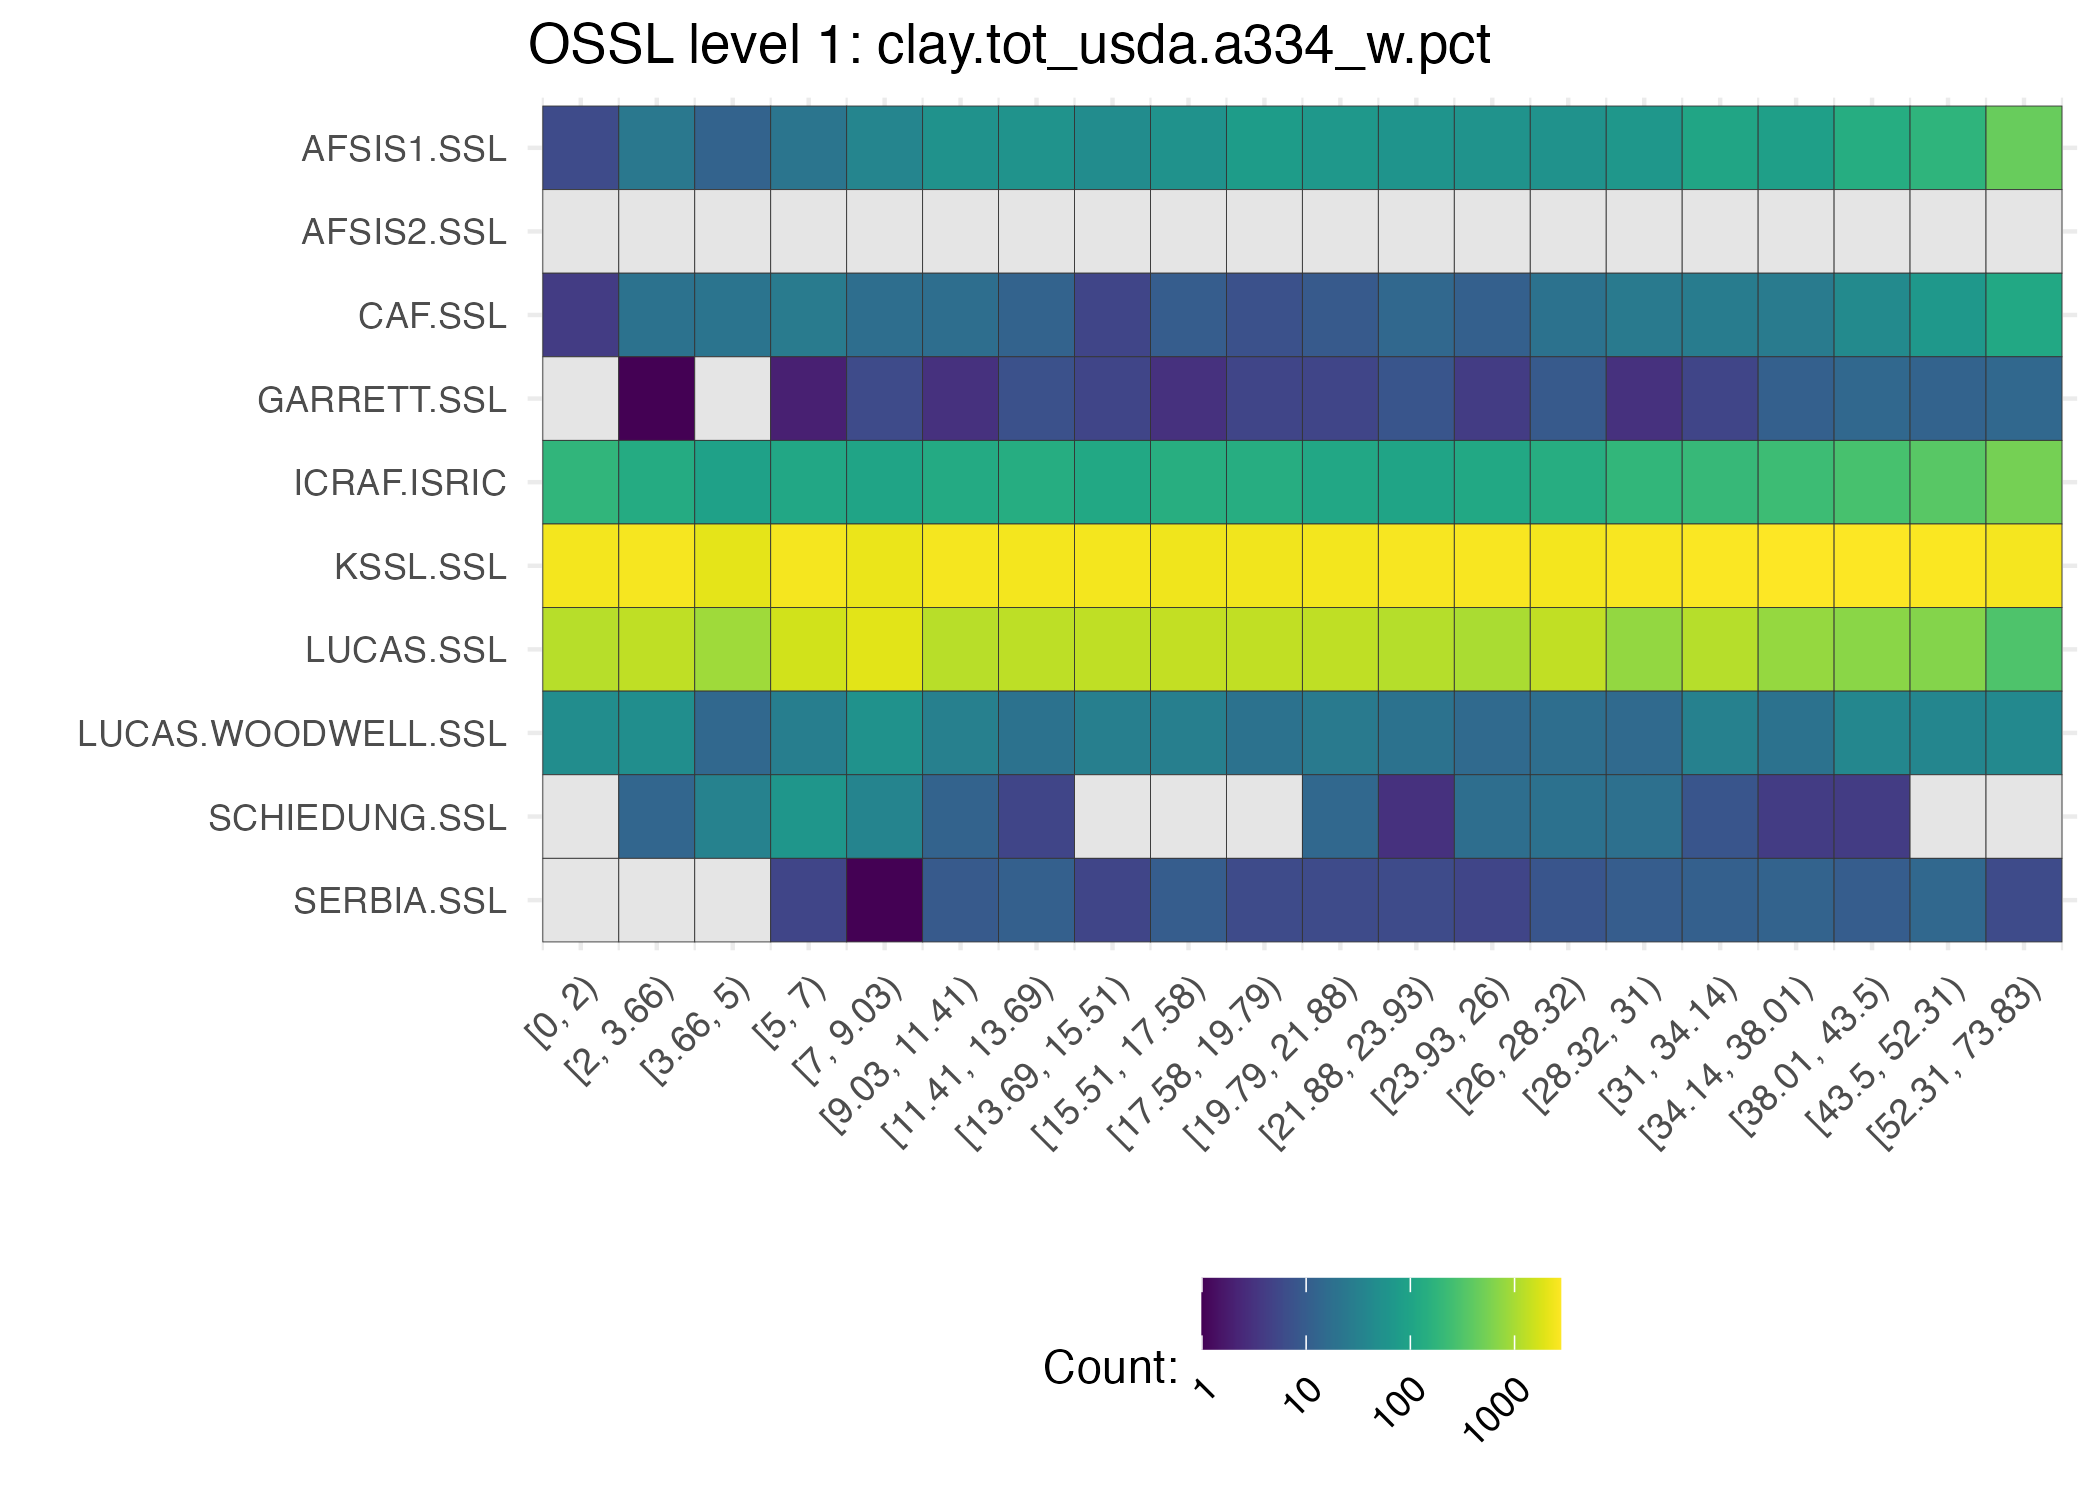 OSSL level 1: clay.tot_usda.a334_w.pct
AFSIS1.SSL
AFSIS2.SSL
CAF.SSL
GARRETT.SSL
ICRAF.ISRIC
KSSL.SSL
LUCAS.SSL
LUCAS.WOODWELL.SSL
SCHIEDUNG.SSL
SERBIA.SSL
[0, 2)
[2, 3.66)
[3.66, 5)
[5, 7)
[7, 9.03)
[9.03, 11.41)
[11.41, 13.69)
[13.69, 15.51)
[15.51, 17.58)
[17.58, 19.79)
[19.79, 21.88)
[21.88, 23.93)
[23.93, 26)
[26, 28.32)
[28.32, 31)
[31, 34.14)
[34.14, 38.01)
[38.01, 43.5)
[43.5, 52.31)
[52.31, 73.83)
Count:
1
10
100
1000